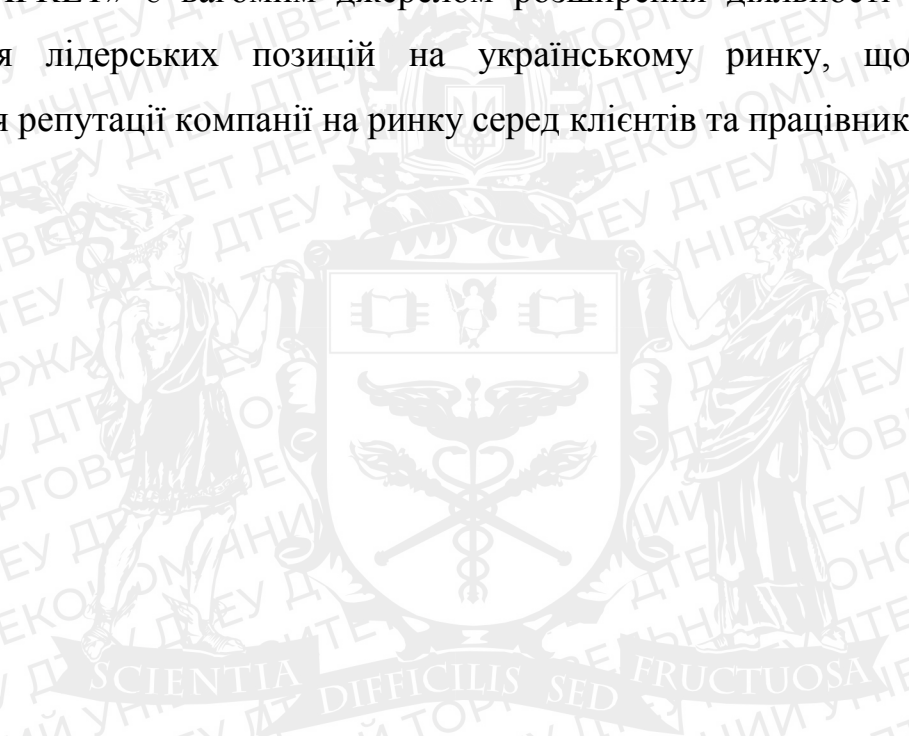 є вагомим джерелом розширення діяльності
лідерських позицій на українському ринку, що
репутації компанії на ринку серед клієнтів та
SCIENTIA DIFFICILIS SED FRUCTUOSA